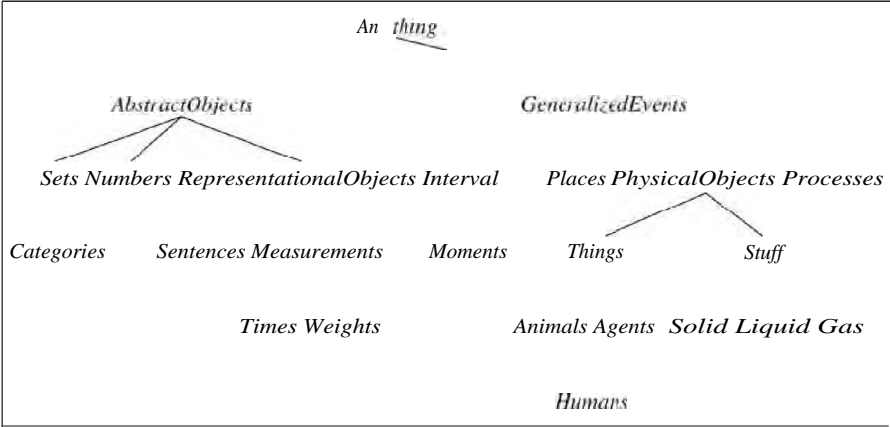 An thing
AbstractObjects GeneralizedEvents
Sets Numbers RepresentationalObjects Interval Places PhysicalObjects Processes
Categories Sentences Measurements Moments Things Stuff
Times Weights Animals Agents Solid Liquid Gas
Humans